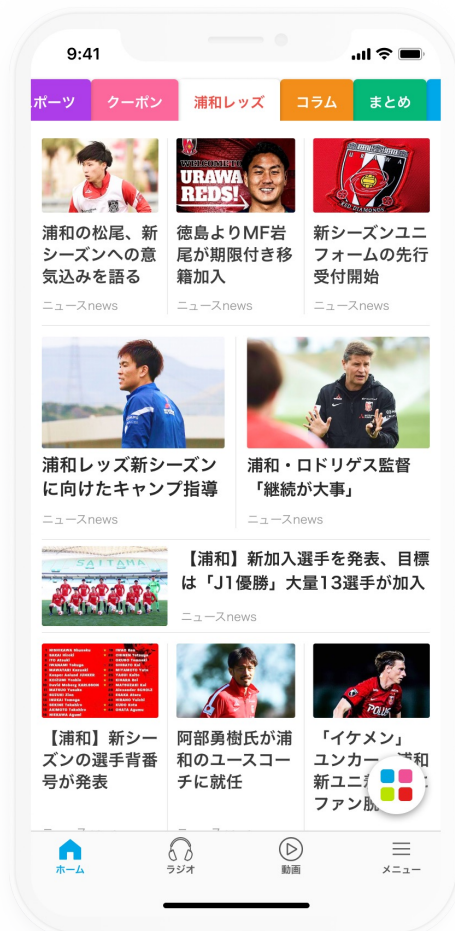 9:41
ポーツ
クーポン
浦和レッズ
コラム
まとめ
WELCOME TO
URAWA
REDS!
URAWA
RED DIAMONDS
浦和の松尾、新
シーズンへの意
気込みを語る
ニュースnews
徳島よりMF岩
尾が期限付き移
籍加入
ニュースnews
新シーズンユニ
フォームの先行
受付開始
ニュースnews
浦和レッズ新シーズン
に向けたキャンプ指導
ニュースnews
浦和・ロドリゲス監督
「継続が大事」
ニュースnews
SAITAMA
【浦和】新加入選手を発表、目標
は「J1優勝」大量13選手が加入
ニュースnews
POLUS
【浦和】新シー
ズンの選手背番
号が発表
阿部勇樹氏が浦
和のユースコー
チに就任
「イケメン」
ユンカー
浦和
新ユニ
ファン
ホーム
ラジオ
動画
メニュー